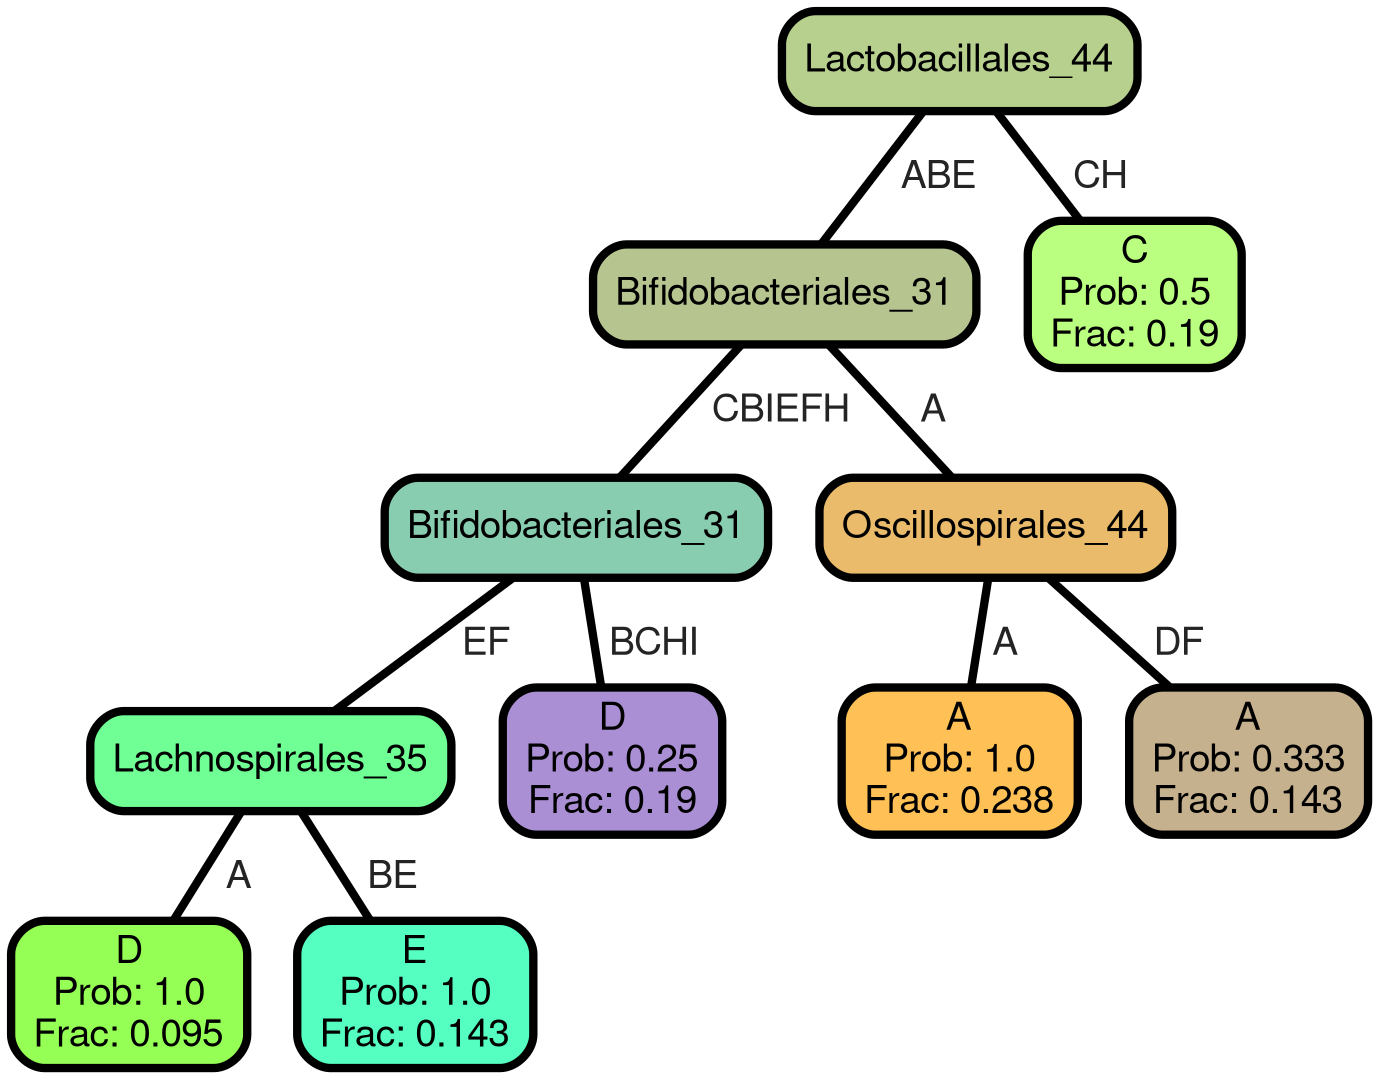 Lactobacillales_44
ABE
CH
C
Prob: 0.5
Frac: 0.19
Bifidobacteriales_31
CBIEFH
A
Bifidobacteriales_31
Oscillospirales_44
EF
BCHI
A
DF
Lachnospirales_35
D
Prob: 0.25
Frac: 0.19
A
Prob: 1.0
Frac: 0.238
A
Prob: 0.333
Frac: 0.143
A
BE
D
Prob: 1.0
Frac: 0.095
E
Prob: 1.0
Frac: 0.143